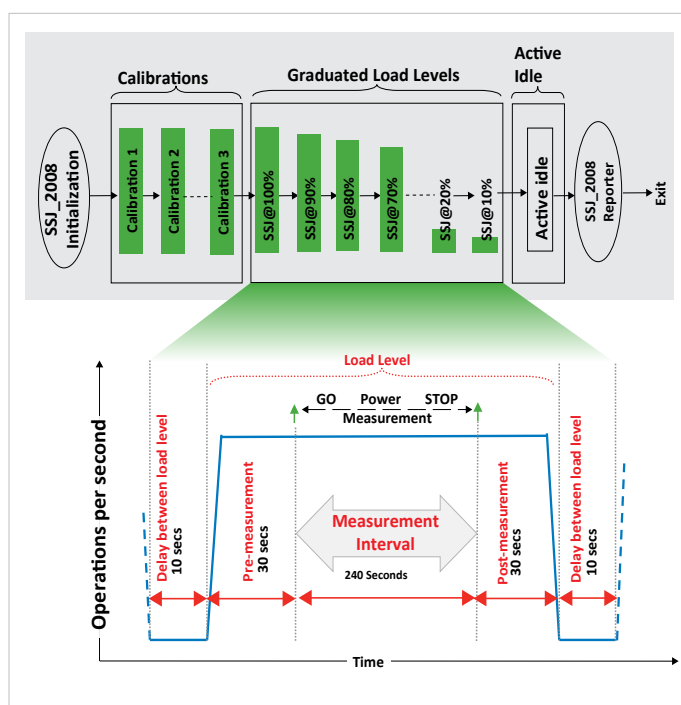 Calibrations
Graduated Load Levels
Active
Idle
SSJ_2008
Initialization
Calibration 1
Calibration 2
Calibration 3
SSJ@100%
SSJ@90%
SSJ@80%
SSJ@70%
SSJ@20%
SSJ@10%
Active idle
SSJ_2008
Reporter
Exit
Load Level
GO Power STOP
Measurement
Operations per second
Delay between load level
10 secs
Pre-measurement
30 secs
Measurement
Interval
240 Seconds
Post-measurement
30 secs
Delay between load level
10 secs
Time